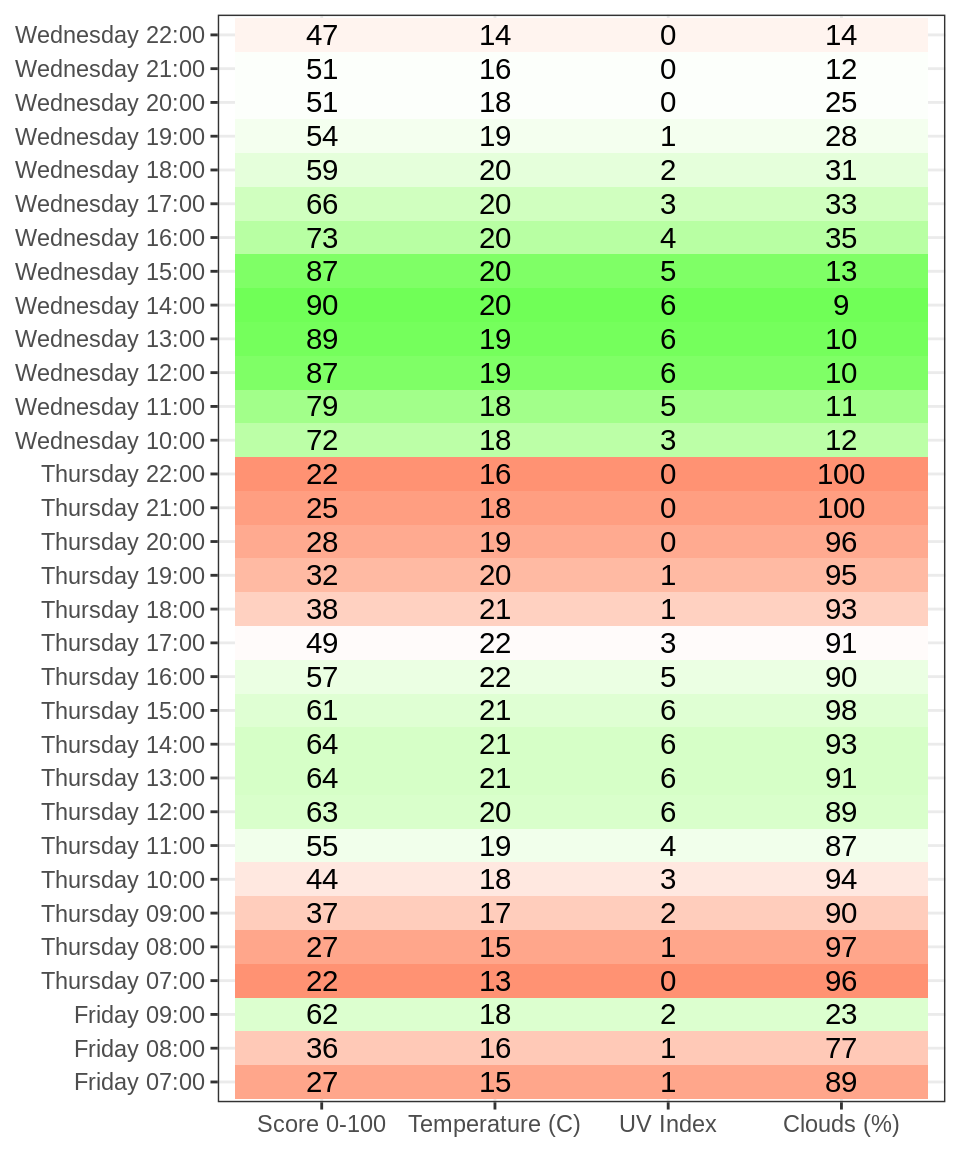 Wednesday 22:00 47 14 0 14
Wednesday 21:00 51 16 0 12
Wednesday 20:00 51 18 0 25
Wednesday 19:00 54 19 1 28
Wednesday 18:00 59 20 2 31
Wednesday 17:00 66 20 3 33
Wednesday 16:00 73 20 4 35
Wednesday 15:00 87 20 5 13
Wednesday 14:00 90 20 6 9
Wednesday 13:00 89 19 6 10
Wednesday 12:00 87 19 6 10
Wednesday 11:00 79 18 5 11
Wednesday 10:00 72 18 3 12
Thursday 22:00 22 16 0 100
Thursday 21:00 25 18 0 100
Thursday 20:00 28 19 0 96
Thursday 19:00 32 20 1 95
Thursday 18:00 38 21 1 93
Thursday 17:00 49 22 3 91
Thursday 16:00 57 22 5 90
Thursday 15:00 61 21 6 98
Thursday 14:00 64 21 6 93
Thursday 13:00 64 21 6 91
Thursday 12:00 63 20 6 89
Thursday 11:00 55 19 4 87
Thursday 10:00 44 18 3 94
Thursday 09:00 37 17 2 90
Thursday 08:00 27 15 1 97
Thursday 07:00 22 13 0 96
Friday 09:00 62 18 2 23
Friday 08:00 36 16 1 77
Friday 07:00 27 15 1 89
Score 0-100 Temperature (C) UV Index Clouds (%)